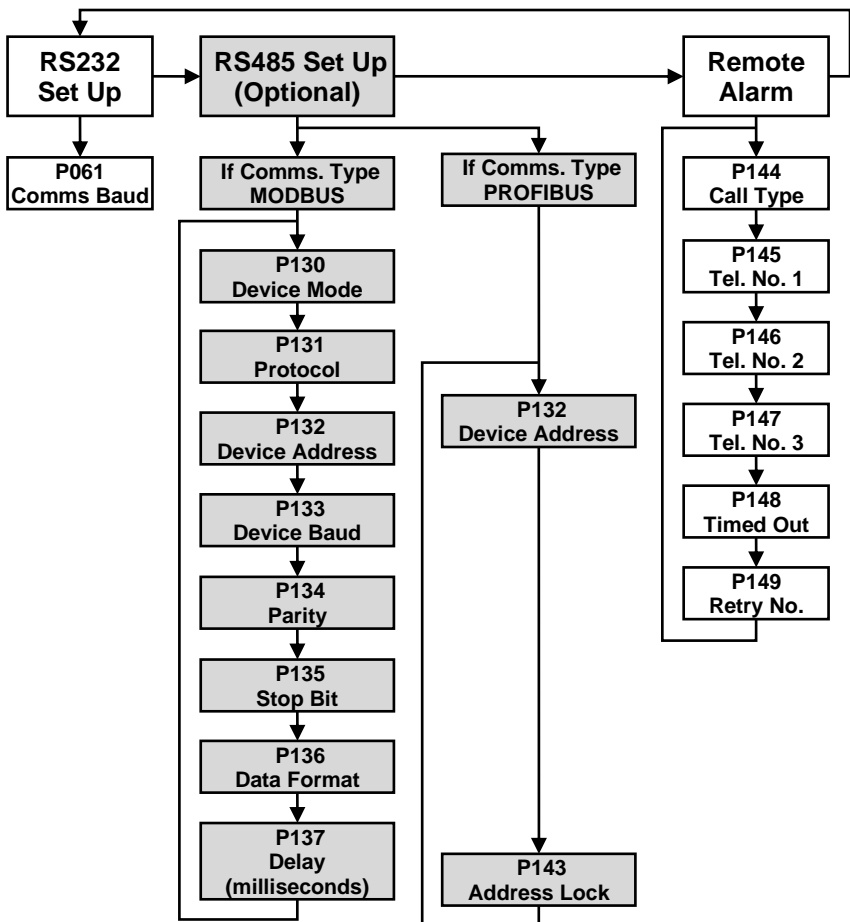 RS232
Set Up
RS485 Set Up
(Optional)
Remote
Alarm
P061
Comms Baud
If Comms. Type
MODBUS
P130
Device Mode
P131
Protocol
P132
Device Address
P133
Device Baud
P134
Parity
P135
Stop Bit
P136
Data Format
P137
Delay
(milliseconds)
If Comms. Type
PROFIBUS
P132
Device Address
P143
Address Lock
P144
Call Type
P145
Tel. No. 1
P146
Tel. No. 2
P147
Tel. No. 3
P148
Timed Out
P149
Retry No.